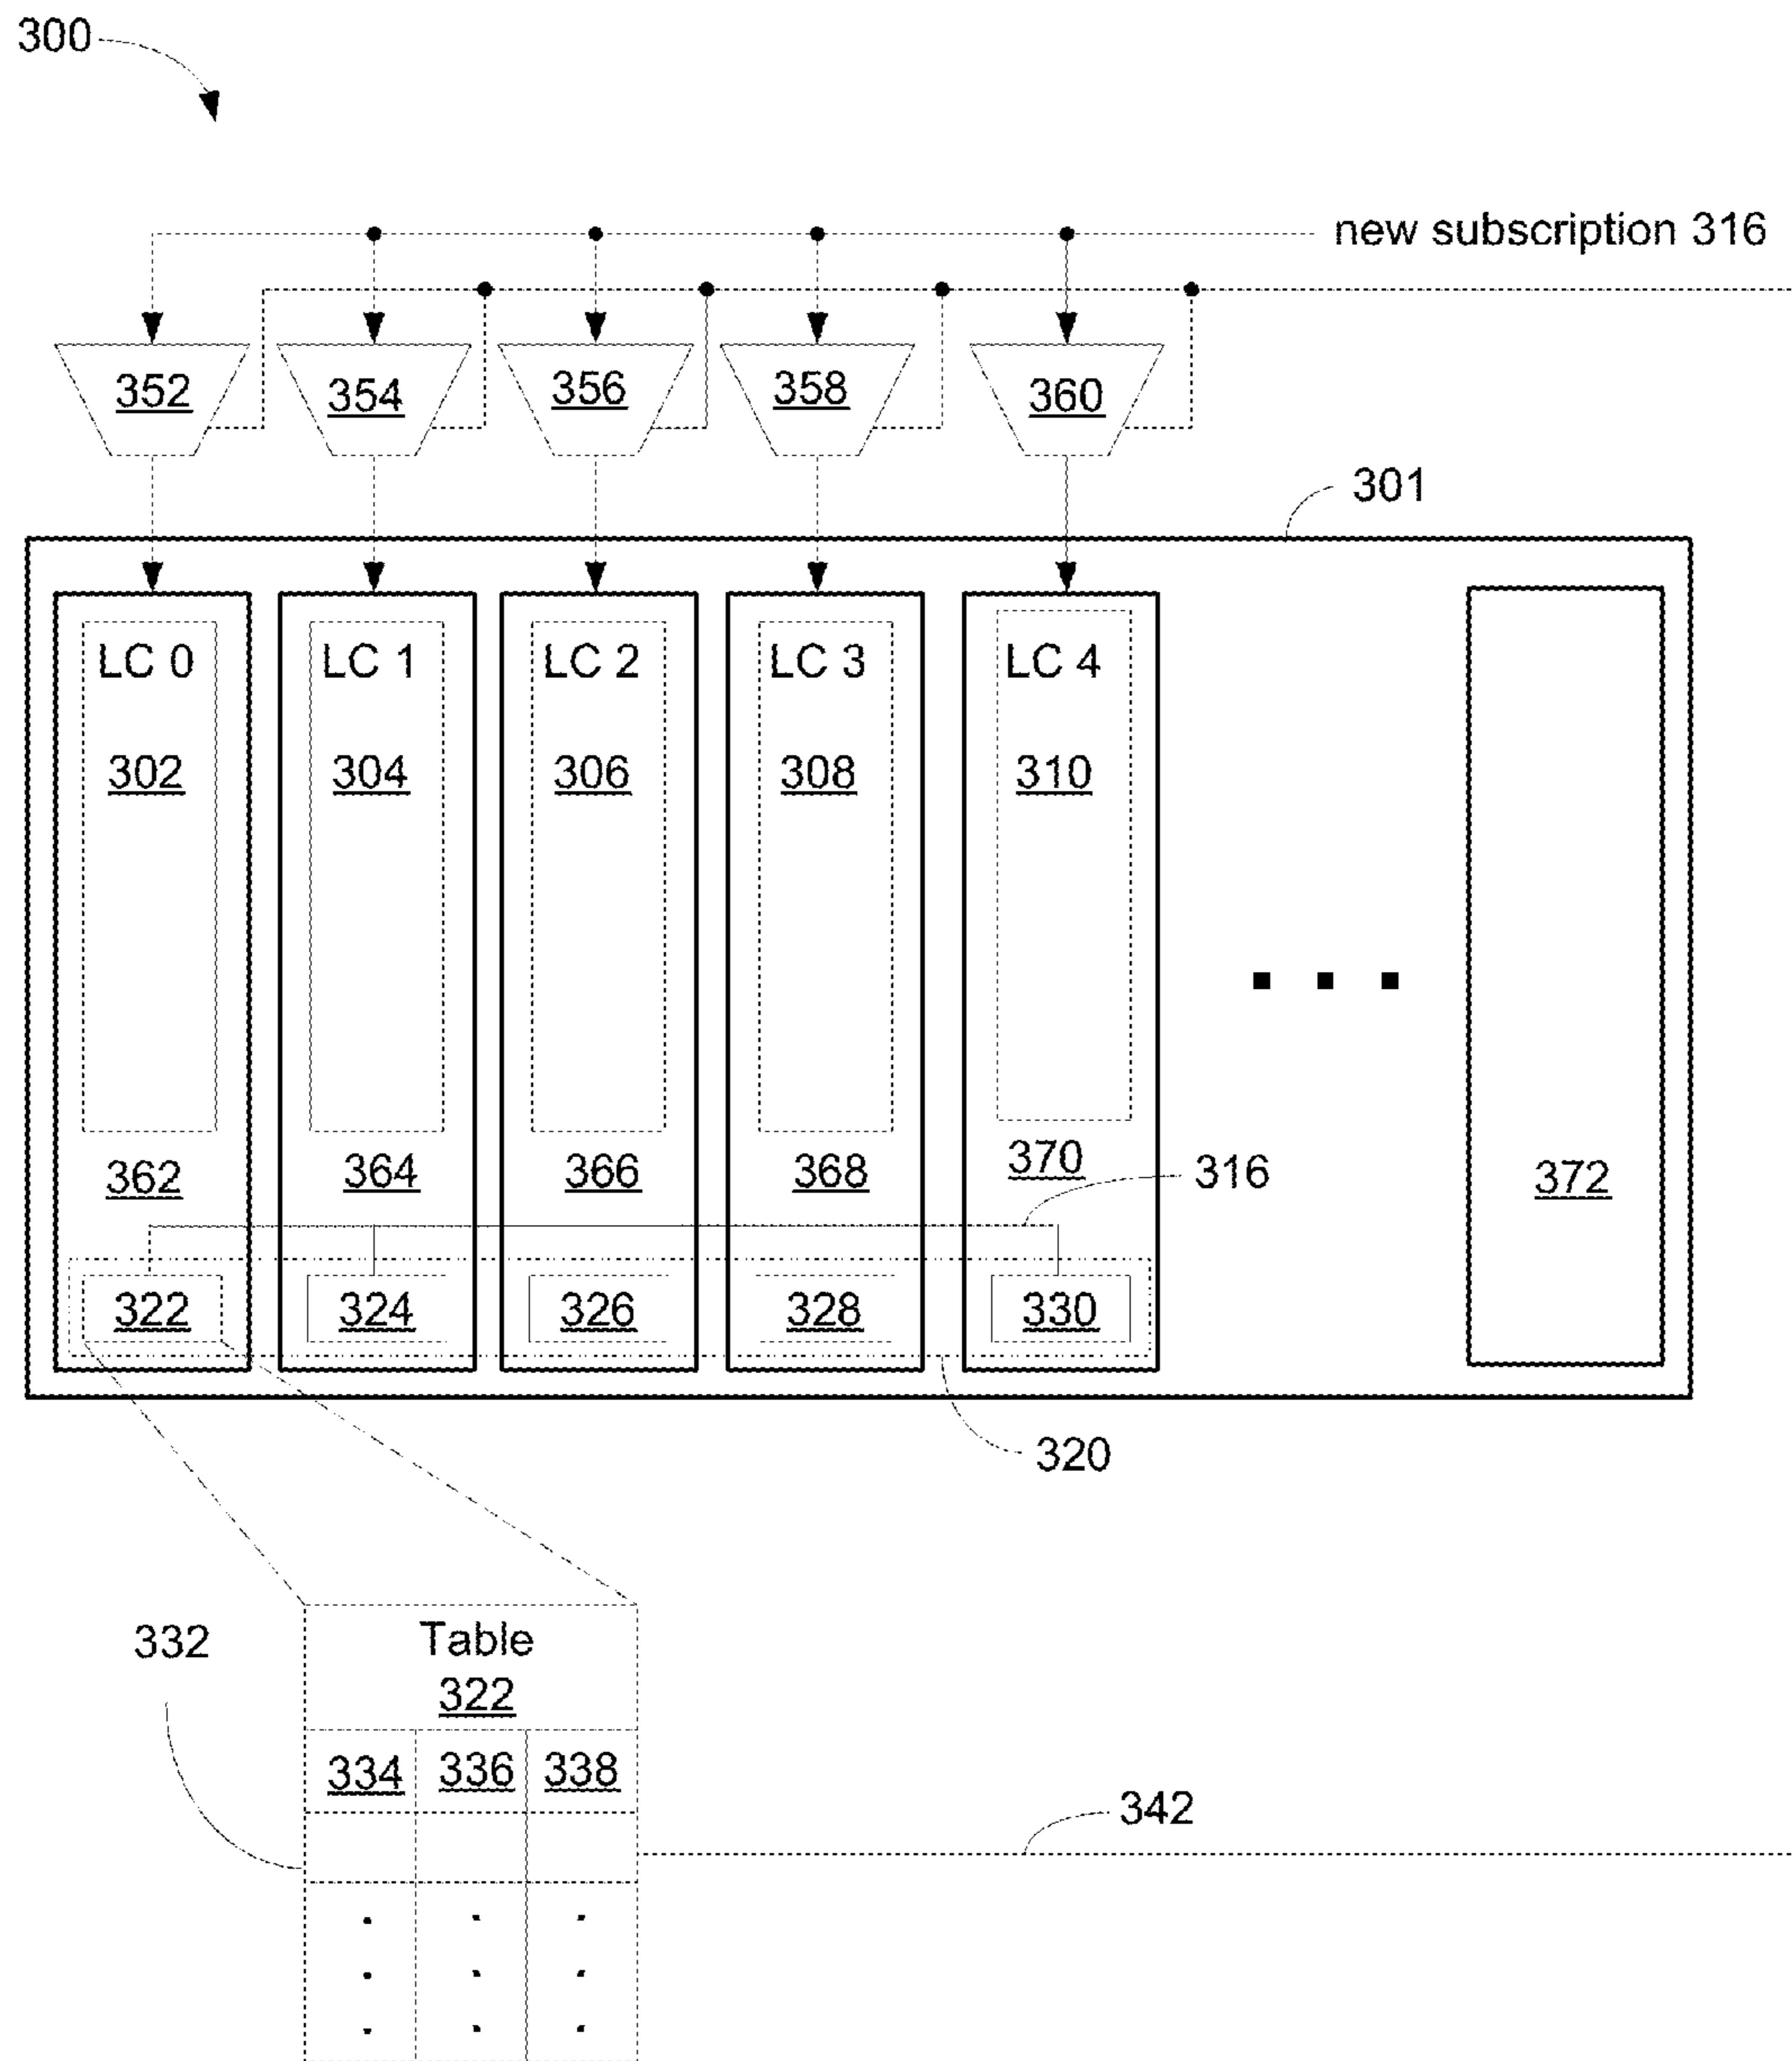 300
new subscription 316
352 354 356 358 360
301
LC 0 LC 1 LC 2 LC 3 LC 4
302 304 306 308 310
362 364 366 368 370 316 372
322 324 326 328 330
320
332
Table
322
334 336 338
342